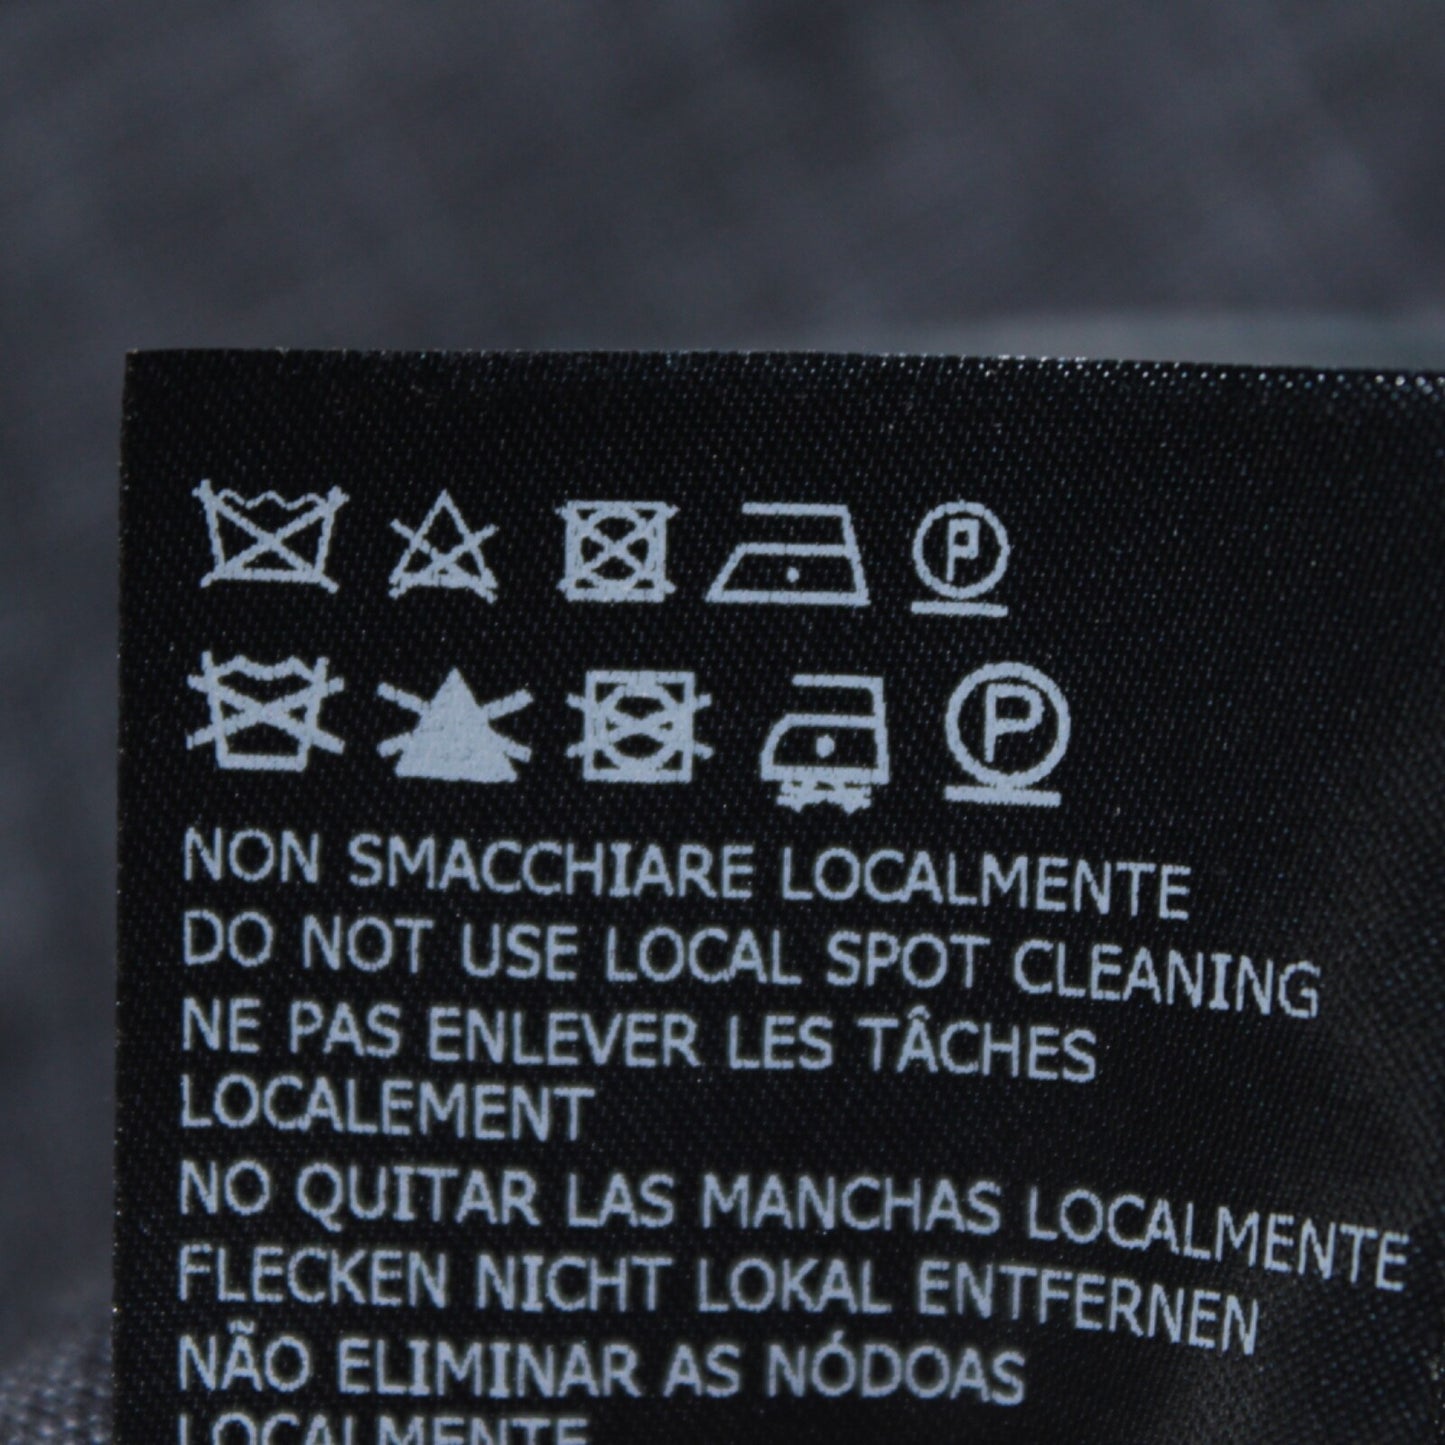 P
P
NON SMACCHIARE LOCALMENTE
DO NOT USE LOCAL SPOT CLEANING
NE PAS ENLEVER LES TÂCHES
LOCALEMENT
NO QUITAR LAS MANCHAS LOCALMENTE
FLECKEN NICHT LOKAL ENTFERNEN
NÃO ELIMINAR AS NÓDOAS
LOCALMENTE